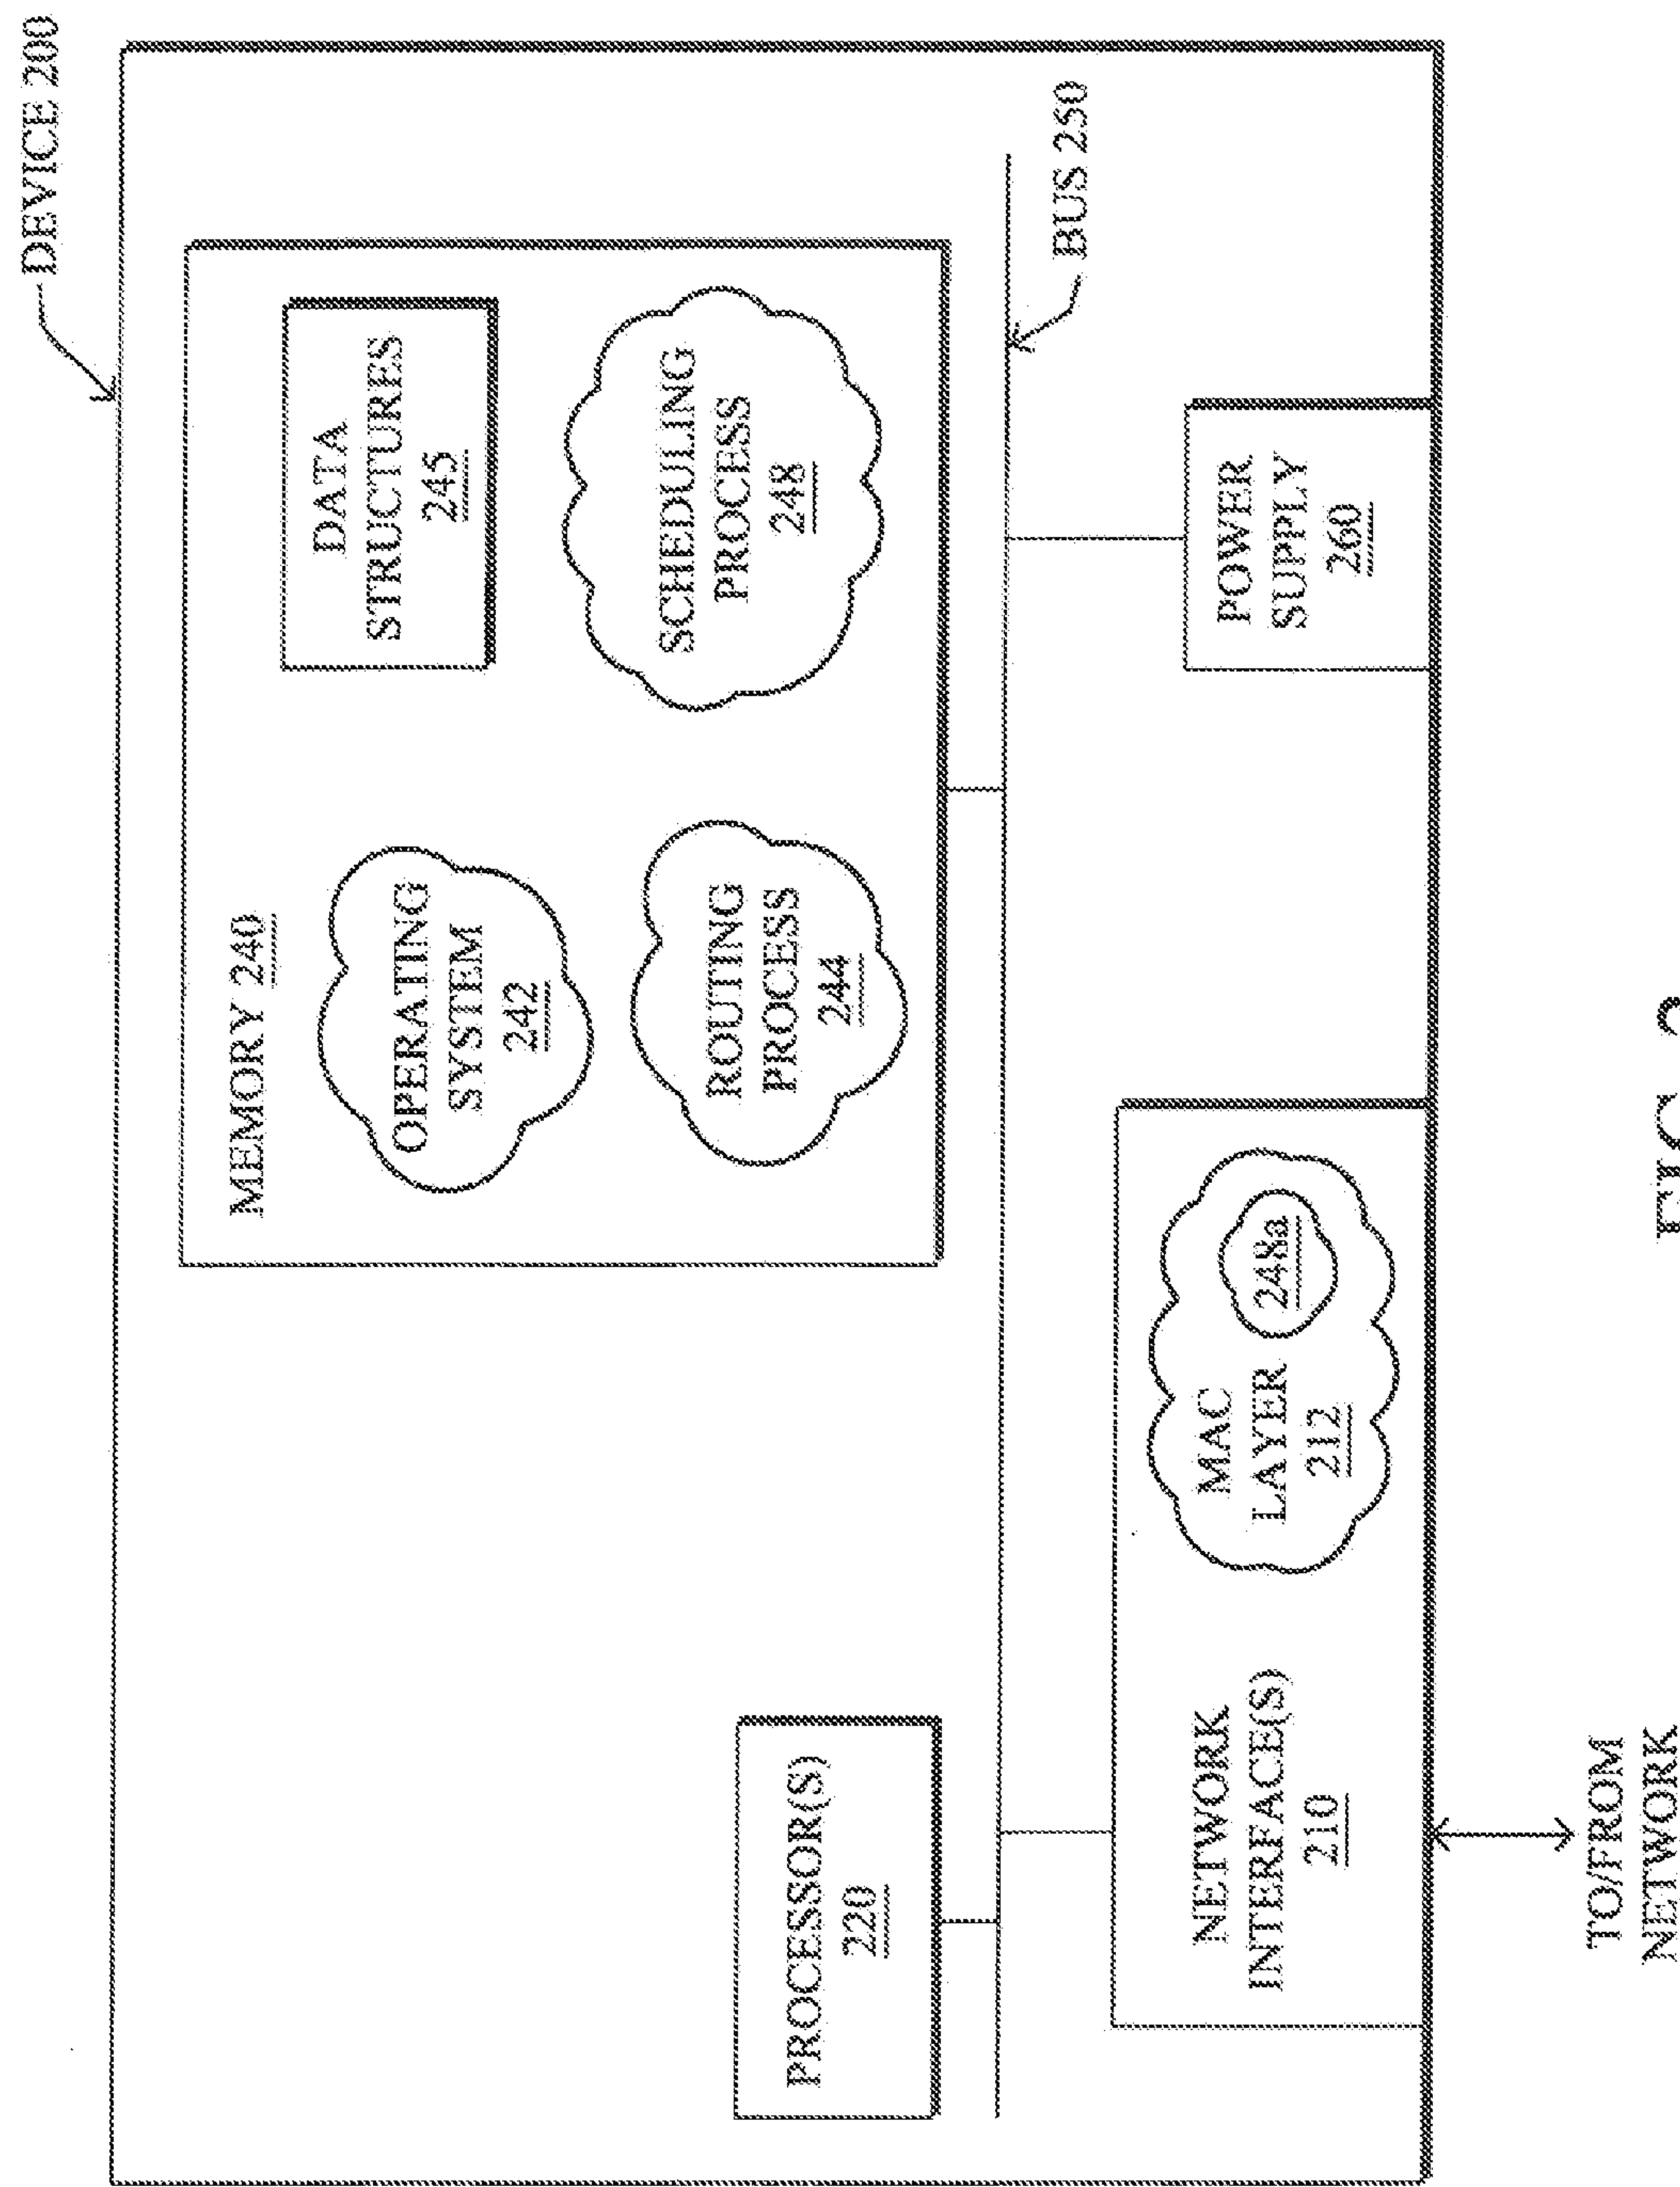 DEVICE 200
MEMORY 240
OPERATING
SYSTEM
242
DATA
STRUCTURES
245
ROUTING
PROCESS
244
SCHEDULING
PROCESS
248
PROCESSOR(S)
220
BUS 250
NETWORK
INTERFACE(S)
210
MAC
LAYER
212
248a
POWER
SUPPLY
260
TO/FROM
NETWORK